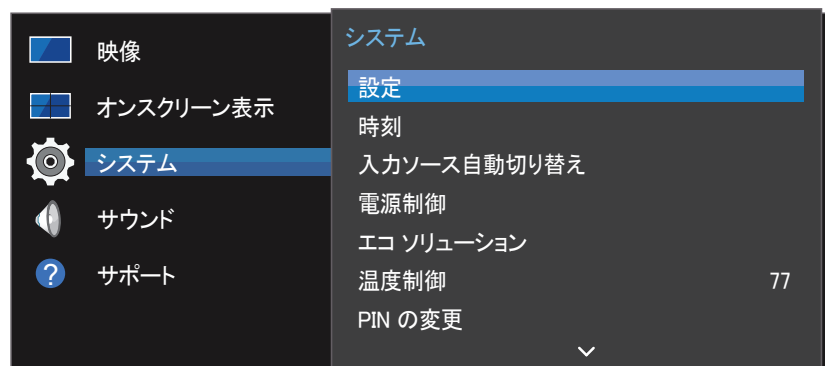 映像
オンスクリーン表示
システム
サウンド
?
サポート
システム
設定
時刻
入力ソース自動切り替え
電源制御
エコ ソリューション
温度制御 77
PIN の変更